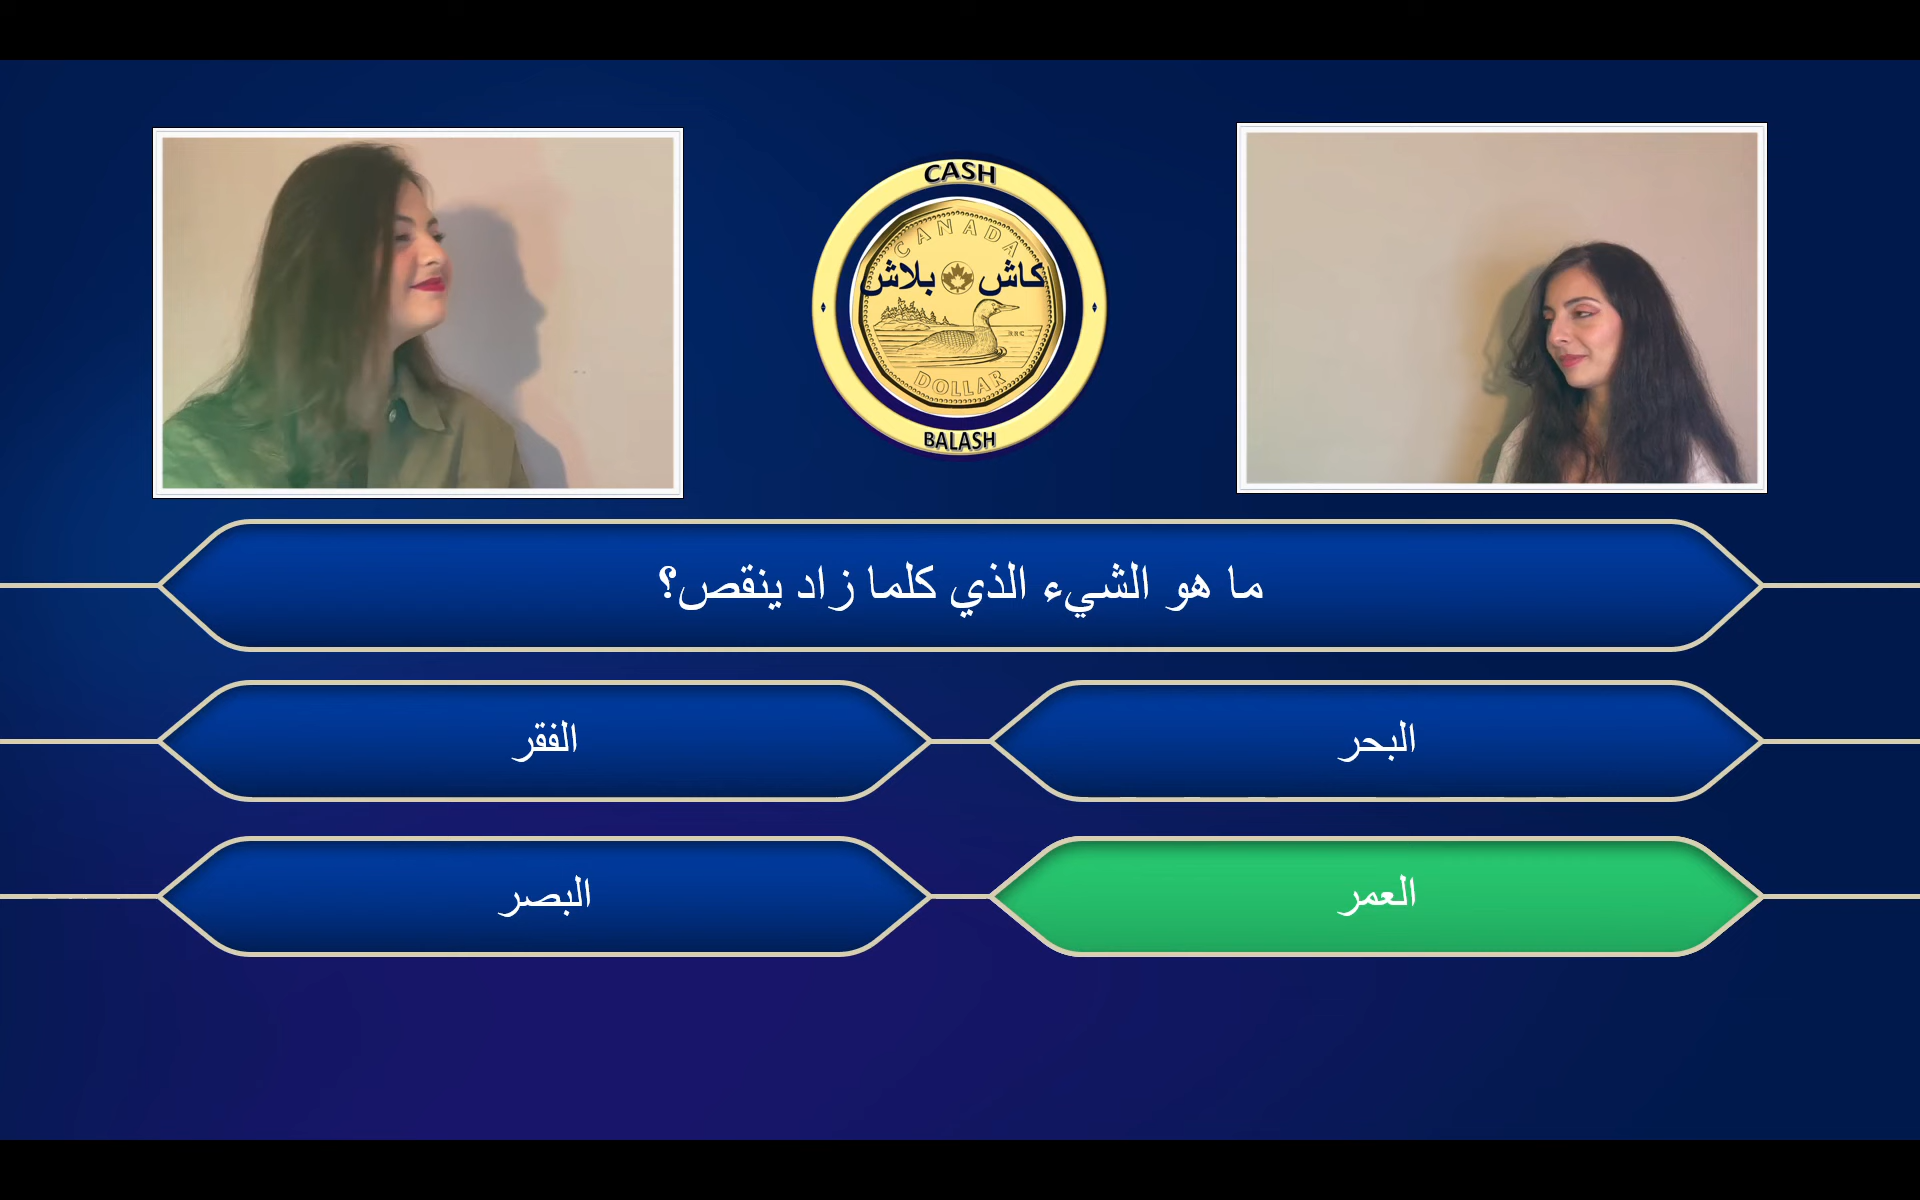 CASH
CANADA
كاش بلاش
DOLLAR
BALASH
ما هو الشيء الذي كلما زاد ينقص؟
البحر
الفقر
العمر
البصر